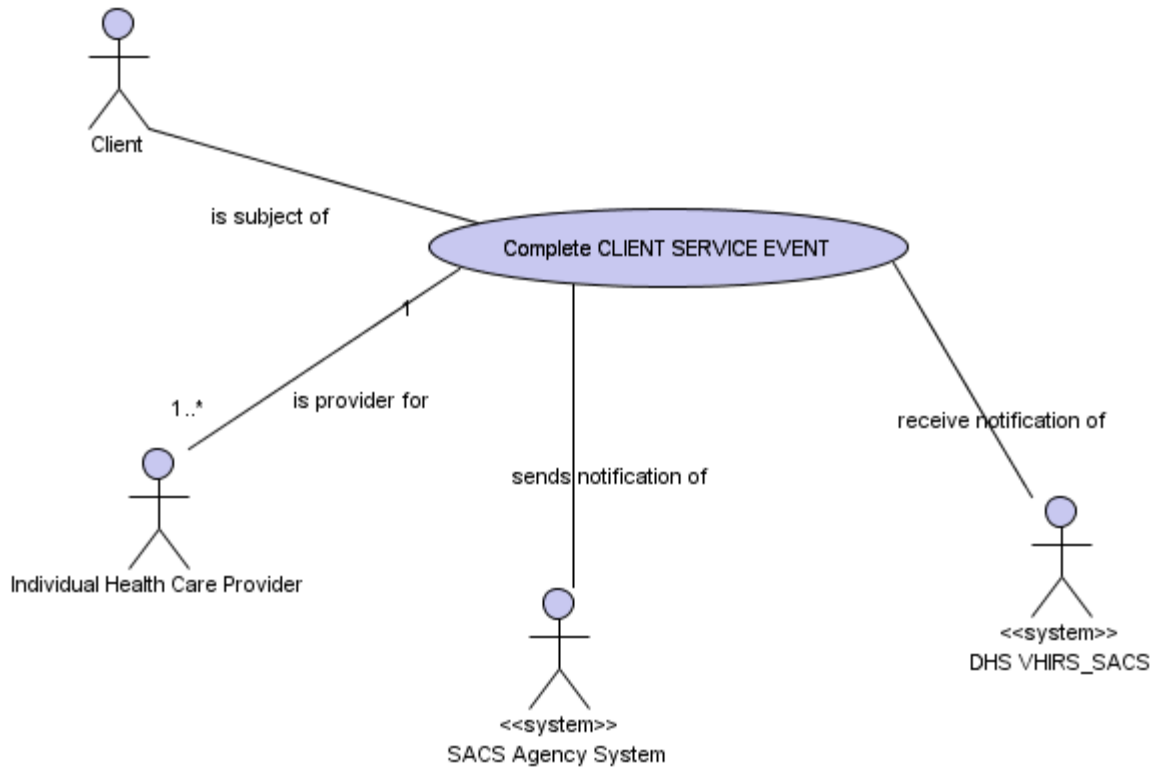 Client
is subject of
Complete CLIENT SERVICE EVENT
1
1..*
is provider for
receive notification of
sends notification of
Individual Health Care Provider
<<system>>
DHS VHIRS_SACS
<<system>>
SACS Agency System